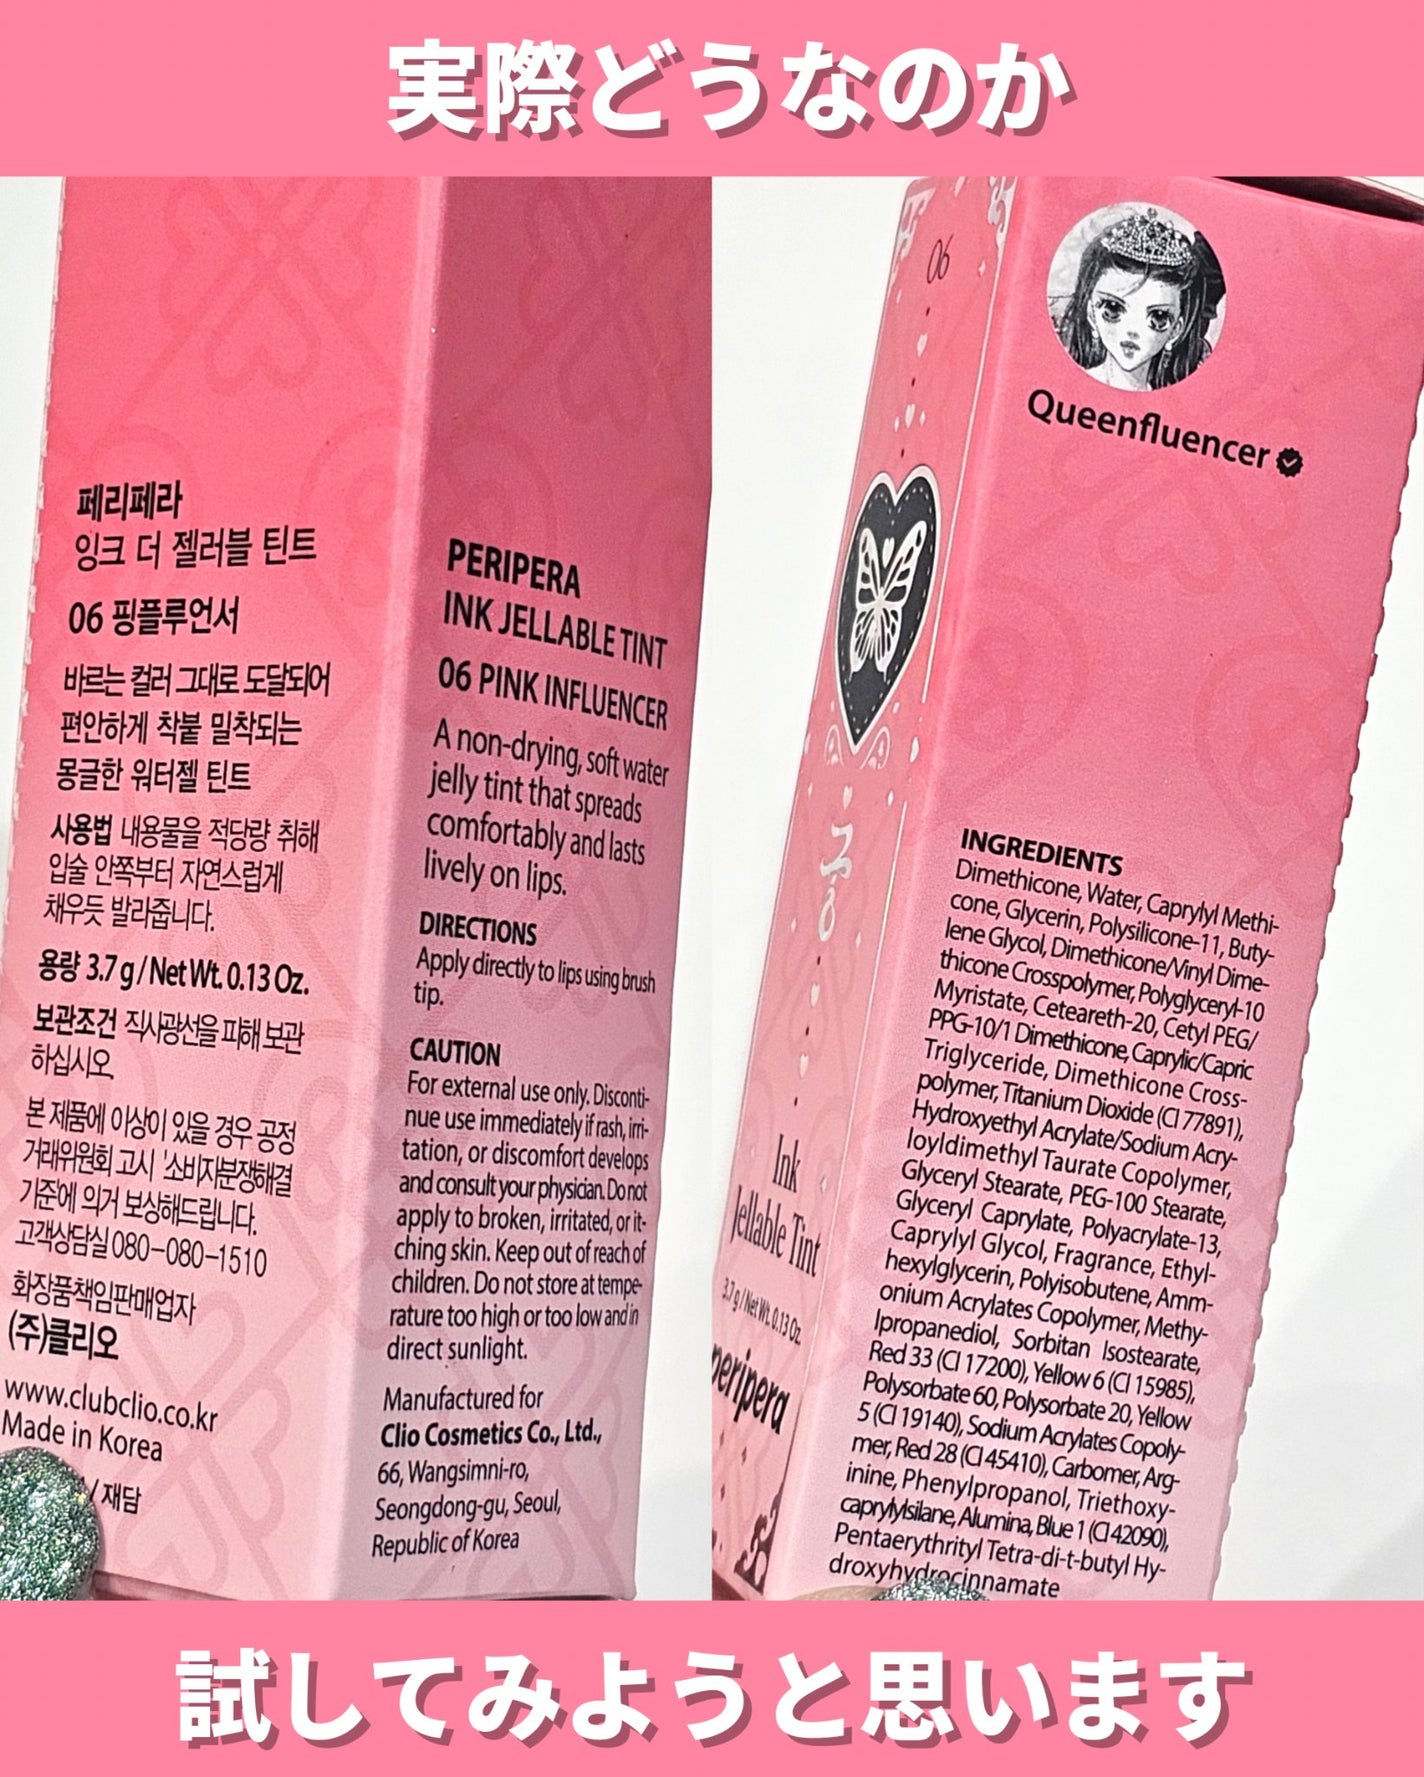 実際どうなのか
페리페라
잉크 더 젤러블 틴트
06 핑플루언서
바르는 컬러 그대로 도달되어
편안하게 착붙 밀착되는
몽글한 워터젤 틴트
사용법 내용물을 적당량 취해
입술 안쪽부터 자연스럽게
채우듯 발라줍니다.
용량 3.7 g / Net Wt. 0.13 Oz.
보관조건 직사광선을 피해 보관
하십시오.
본 제품에 이상이 있을 경우 공정
거래위원회 고시 '소비자분쟁해결
기준'에 의거 보상해드립니다.
고객상담실 080-080-1510
화장품책임판매업자
(주)클리오
www.clubclio.co.kr
Made in Korea
/ 재담
PERIPERA
INK JELLABLE TINT
06 PINK INFLUENCER
A non-drying, soft water
jelly tint that spreads
comfortably and lasts
lively on lips.
DIRECTIONS
Apply directly to lips using brush
tip.
CAUTION
For external use only. Disconti-
nue use immediately if rash, irri-
tation, or discomfort develops
and consult your physician. Do not
apply to broken, irritated, or it-
ching skin. Keep out of reach of
children. Do not store at tempe-
rature too high or too low and in
direct sunlight.
Manufactured for
Clio Cosmetics Co., Ltd.,
66, Wangsimni-ro,
Seongdong-gu, Seoul,
Republic of Korea
06
궁
Ink
Jellable Tint
3.7 g / Net Wt. 0.13 Oz.
peripera
Queenfluencer
INGREDIENTS
Dimethicone, Water, Caprylyl Methi-
cone, Glycerin, Polysilicone-11, Buty-
lene Glycol, Dimethicone/Vinyl Dime-
thicone Crosspolymer, Polyglyceryl-10
Myristate, Ceteareth-20, Cetyl PEG/
PPG-10/1 Dimethicone, Caprylic/Capric
Triglyceride, Dimethicone Cross-
polymer, Titanium Dioxide (CI 77891),
Hydroxyethyl Acrylate/Sodium Acry-
loyldimethyl Taurate Copolymer,
Glyceryl Stearate, PEG-100 Stearate,
Glyceryl Caprylate, Polyacrylate-13,
Caprylyl Glycol, Fragrance, Ethyl-
hexylglycerin, Polyisobutene, Amm-
onium Acrylates Copolymer, Methy-
lpropanediol, Sorbitan Isostearate,
Red 33 (CI 17200), Yellow 6 (CI 15985),
Polysorbate 60, Polysorbate 20, Yellow
5 (CI 19140), Sodium Acrylates Copoly-
mer, Red 28 (CI 45410), Carbomer, Arg-
inine, Phenylpropanol, Triethoxy-
caprylylsilane, Alumina, Blue 1 (CI 42090),
Pentaerythrityl Tetra-di-t-butyl Hy-
droxyhydrocinnamate
試してみようと思います